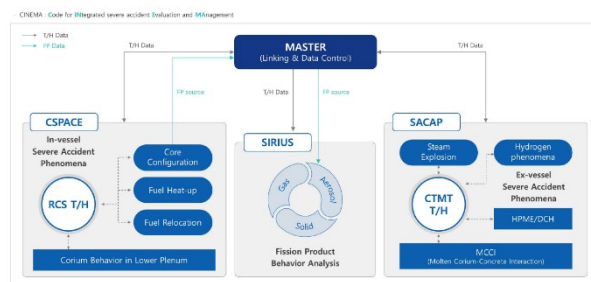 CINEMA : Code for INtegrated severe accident Evaluation and MAnagement
T/H Data
FP Data
T/H Data
MASTER
(Linking & Data Control)
T/H Data
FP source
T/H Data
FP source
CSPACE
In-vessel
Severe Accident
Phenomena
Core
Configuration
RCS T/H
Fuel Heat-up
Fuel Relocation
Corium Behavior in Lower Plenum
SIRIUS
Gas
Aerosol
Solid
Fission Product
Behavior Analysis
SACAP
Steam
Explosion
Hydrogen
phenomena
Ex-vessel
Severe Accident
Phenomena
CTMT
T/H
HPME/DCH
MCCI
(Molten Corium-Concrete Interaction)